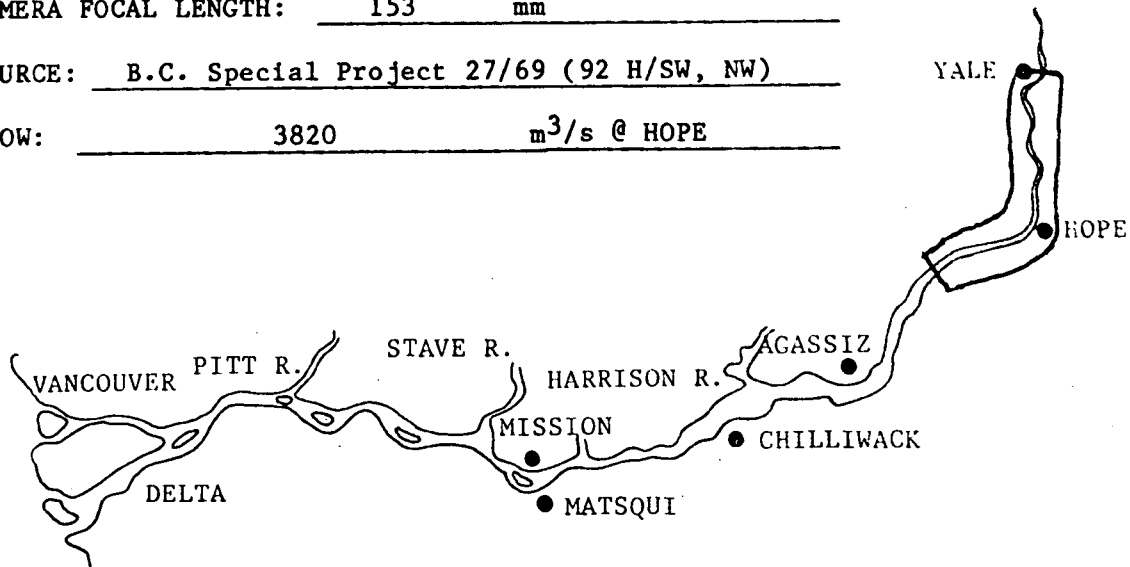 MERA FOCAL LENGTH: 153 mm
URCE: B.C. Special Project 27/69 (92 H/SW, NW)
OW: 3820 m³/s @ HOPE
YALE
HOPE
AGASSIZ
STAVE R.
PITT R.
HARRISON R.
VANCOUVER
MISSION
CHILLIWACK
DELTA
MATSQUI